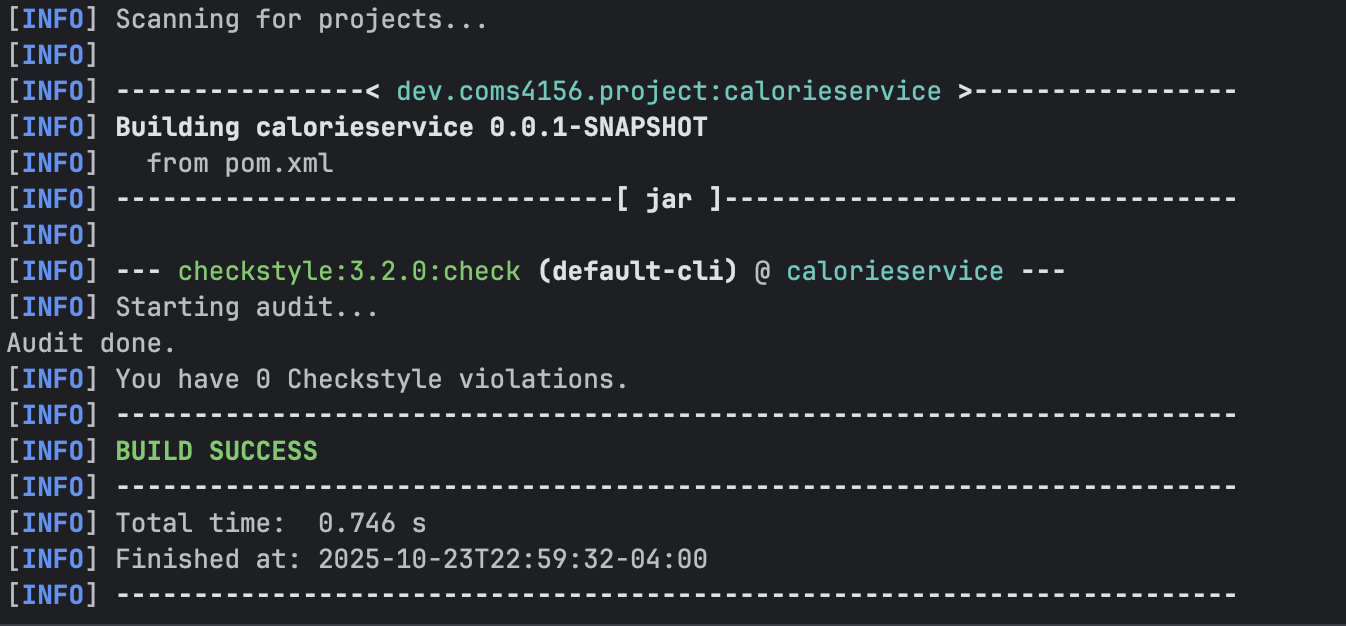 [INFO] Scanning for projects...
[INFO]
[INFO] ----------------< dev.coms4156.project:calorieservice >-----------------
[INFO] Building calorieservice 0.0.1-SNAPSHOT
[INFO]   from pom.xml
[INFO] --------------------------------[ jar ]---------------------------------
[INFO]
[INFO] --- checkstyle:3.2.0:check (default-cli) @ calorieservice ---
[INFO] Starting audit...
Audit done.
[INFO] You have 0 Checkstyle violations.
[INFO] ------------------------------------------------------------------------
[INFO] BUILD SUCCESS
[INFO] ------------------------------------------------------------------------
[INFO] Total time:  0.746 s
[INFO] Finished at: 2025-10-23T22:59:32-04:00
[INFO] ------------------------------------------------------------------------